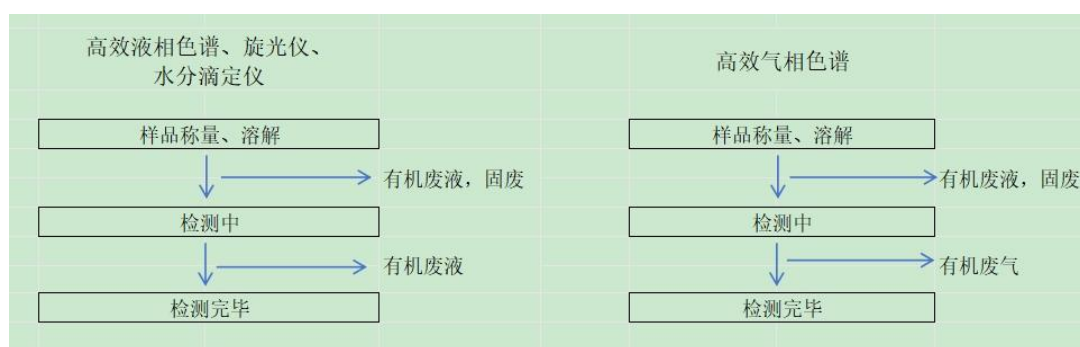 高效液相色谱、旋光仪、
水分滴定仪
样品称量、溶解
有机废液，固废
检测中
有机废液
检测完毕
高效气相色谱
样品称量、溶解
有机废液，固废
检测中
有机废气
检测完毕